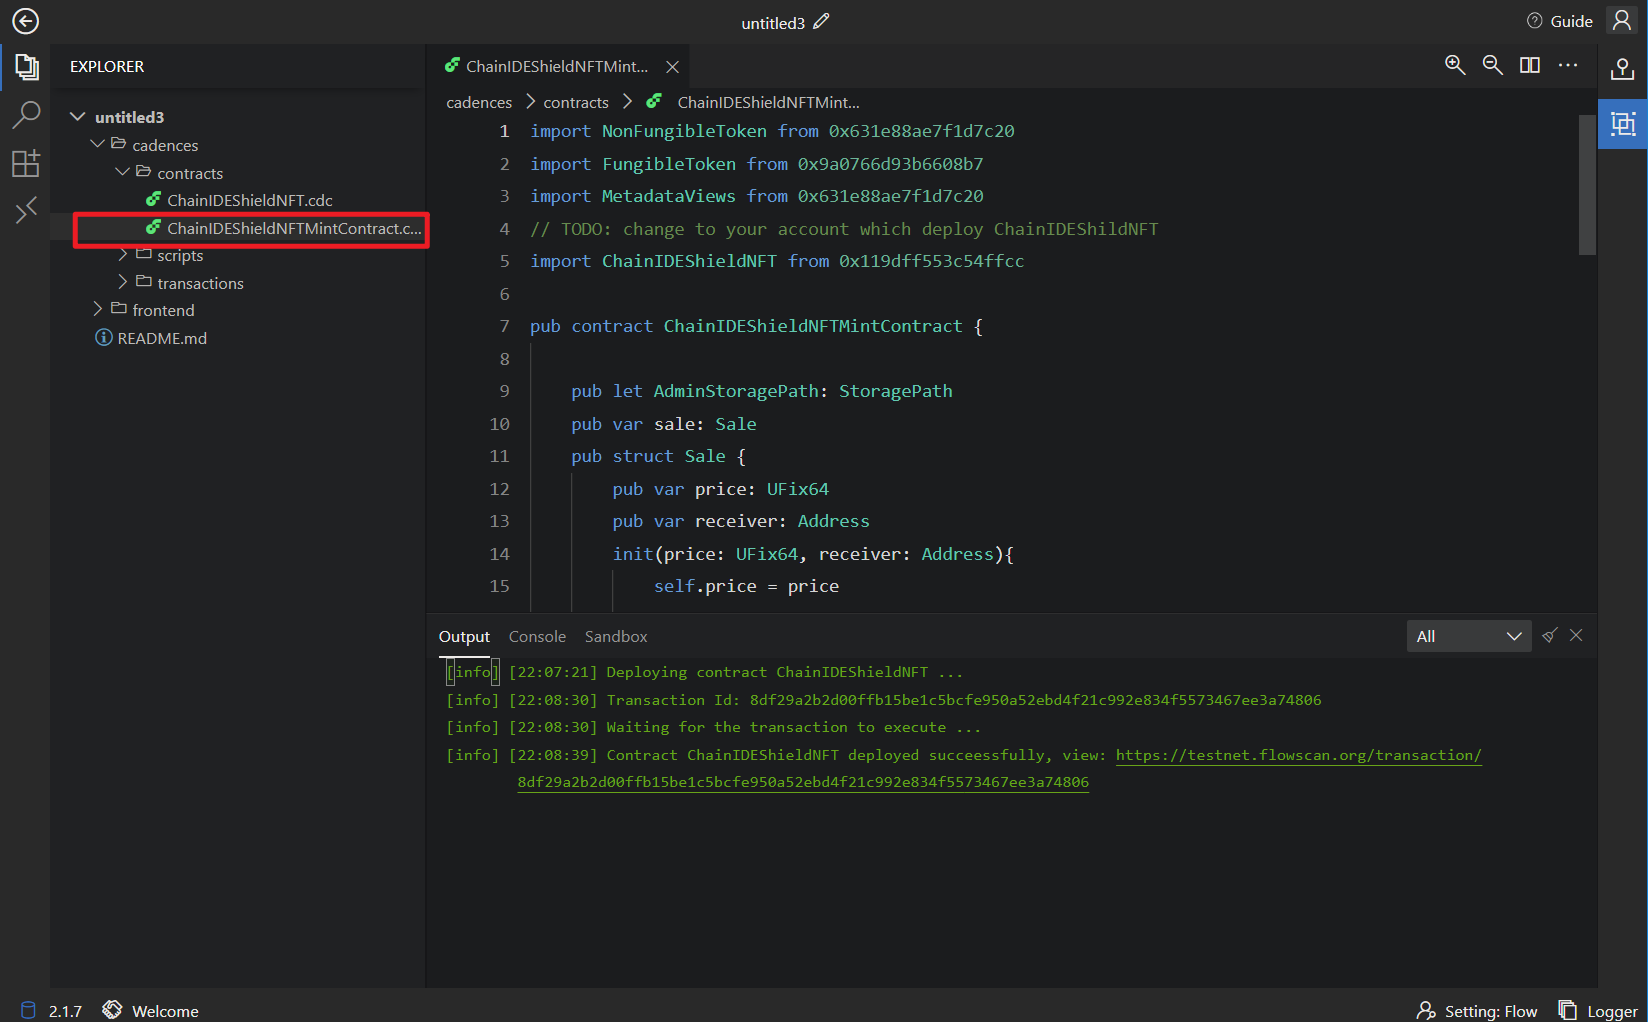 untitled3
Guide
EXPLORER
untitled3
cadences
contracts
ChainIDEShieldNFT.cdc
ChainIDEShieldNFTMintContract.c...
scripts
transactions
frontend
README.md
ChainIDEShieldNFTMint...
cadences > contracts > ChainIDEShieldNFTMint...
1 import NonFungibleToken from 0x631e88ae7f1d7c20
2 import FungibleToken from 0x9a0766d93b6608b7
3 import MetadataViews from 0x631e88ae7f1d7c20
4 // TODO: change to your account which deploy ChainIDEShildNFT
5 import ChainIDEShieldNFT from 0x119dff553c54ffcc
6
7 pub contract ChainIDEShieldNFTMintContract {
8
9 pub let AdminStoragePath: StoragePath
10 pub var sale: Sale
11 pub struct Sale {
12 pub var price: UFix64
13 pub var receiver: Address
14 init(price: UFix64, receiver: Address){
15 self.price = price
Output Console Sandbox All
[info] [22:07:21] Deploying contract ChainIDEShieldNFT ...
[info] [22:08:30] Transaction Id: 8df29a2b2d00ffb15be1c5bcfe950a52ebd4f21c992e834f5573467ee3a74806
[info] [22:08:30] Waiting for the transaction to execute ...
[info] [22:08:39] Contract ChainIDEShieldNFT deployed succeessfully, view: https://testnet.flowscan.org/transaction/
8df29a2b2d00ffb15be1c5bcfe950a52ebd4f21c992e834f5573467ee3a74806
2.1.7 Welcome Setting: Flow Logger